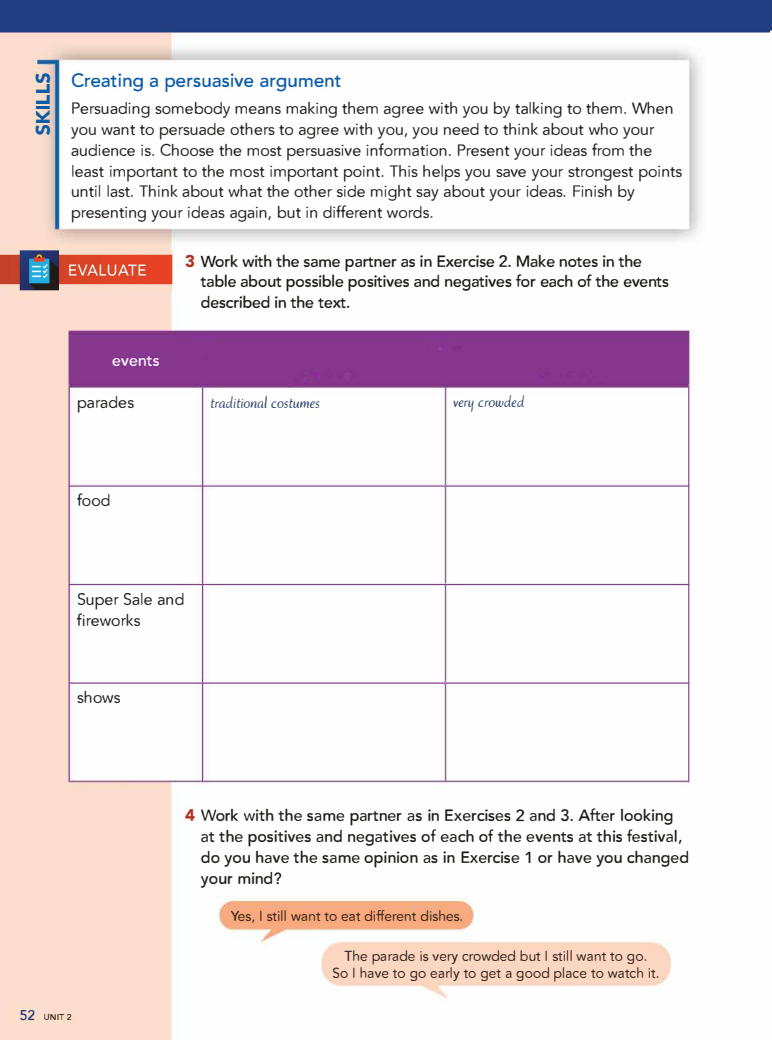 SKILLS
Creating a persuasive argument
Persuading somebody means making them agree with you by talking to them. When
you want to persuade others to agree with you, you need to think about who your
audience is. Choose the most persuasive information. Present your ideas from the
least important to the most important point. This helps you save your strongest points
until last. Think about what the other side might say about your ideas. Finish by
presenting your ideas again, but in different words.
EVALUATE
3 Work with the same partner as in Exercise 2. Make notes in the
table about possible positives and negatives for each of the events
described in the text.
events
parades
traditional costumes
very crowded
food
Super Sale and
fireworks
shows
4 Work with the same partner as in Exercises 2 and 3. After looking
at the positives and negatives of each of the events at this festival,
do you have the same opinion as in Exercise 1 or have you changed
your mind?
Yes, I still want to eat different dishes.
The parade is very crowded but I still want to go.
So I have to go early to get a good place to watch it.
52 UNIT 2